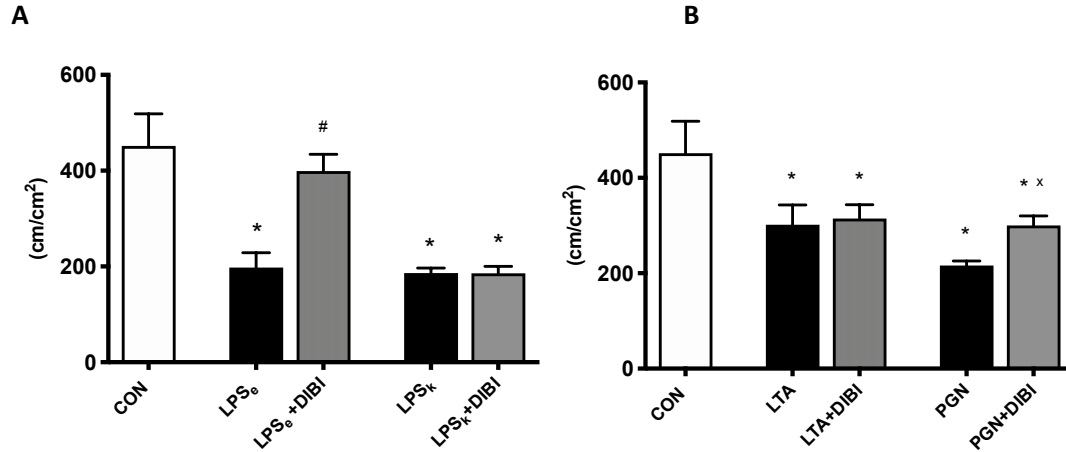 A
B
(cm/cm²)
600
400
200
0
#
*
*
*
CON
LPSₑ
LPSₑ+DIBI
LPSₖ
LPSₖ+DIBI
(cm/cm²)
600
400
200
0
*
*
*
* x
CON
LTA
LTA+DIBI
PGN
PGN+DIBI